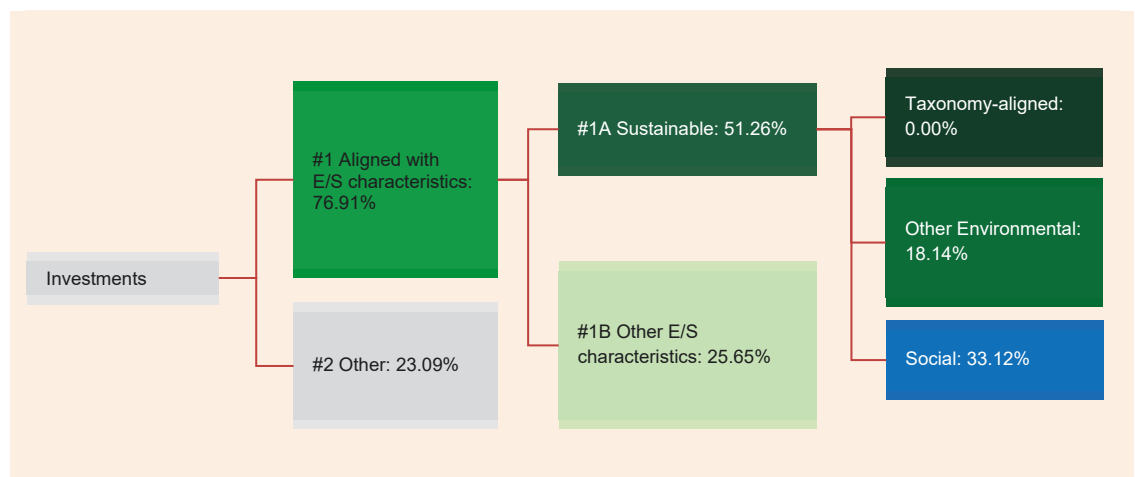 Investments
#1 Aligned with
E/S characteristics:
76.91%
#2 Other: 23.09%
#1A Sustainable: 51.26%
#1B Other E/S
characteristics: 25.65%
Taxonomy-aligned:
0.00%
Other Environmental:
18.14%
Social: 33.12%